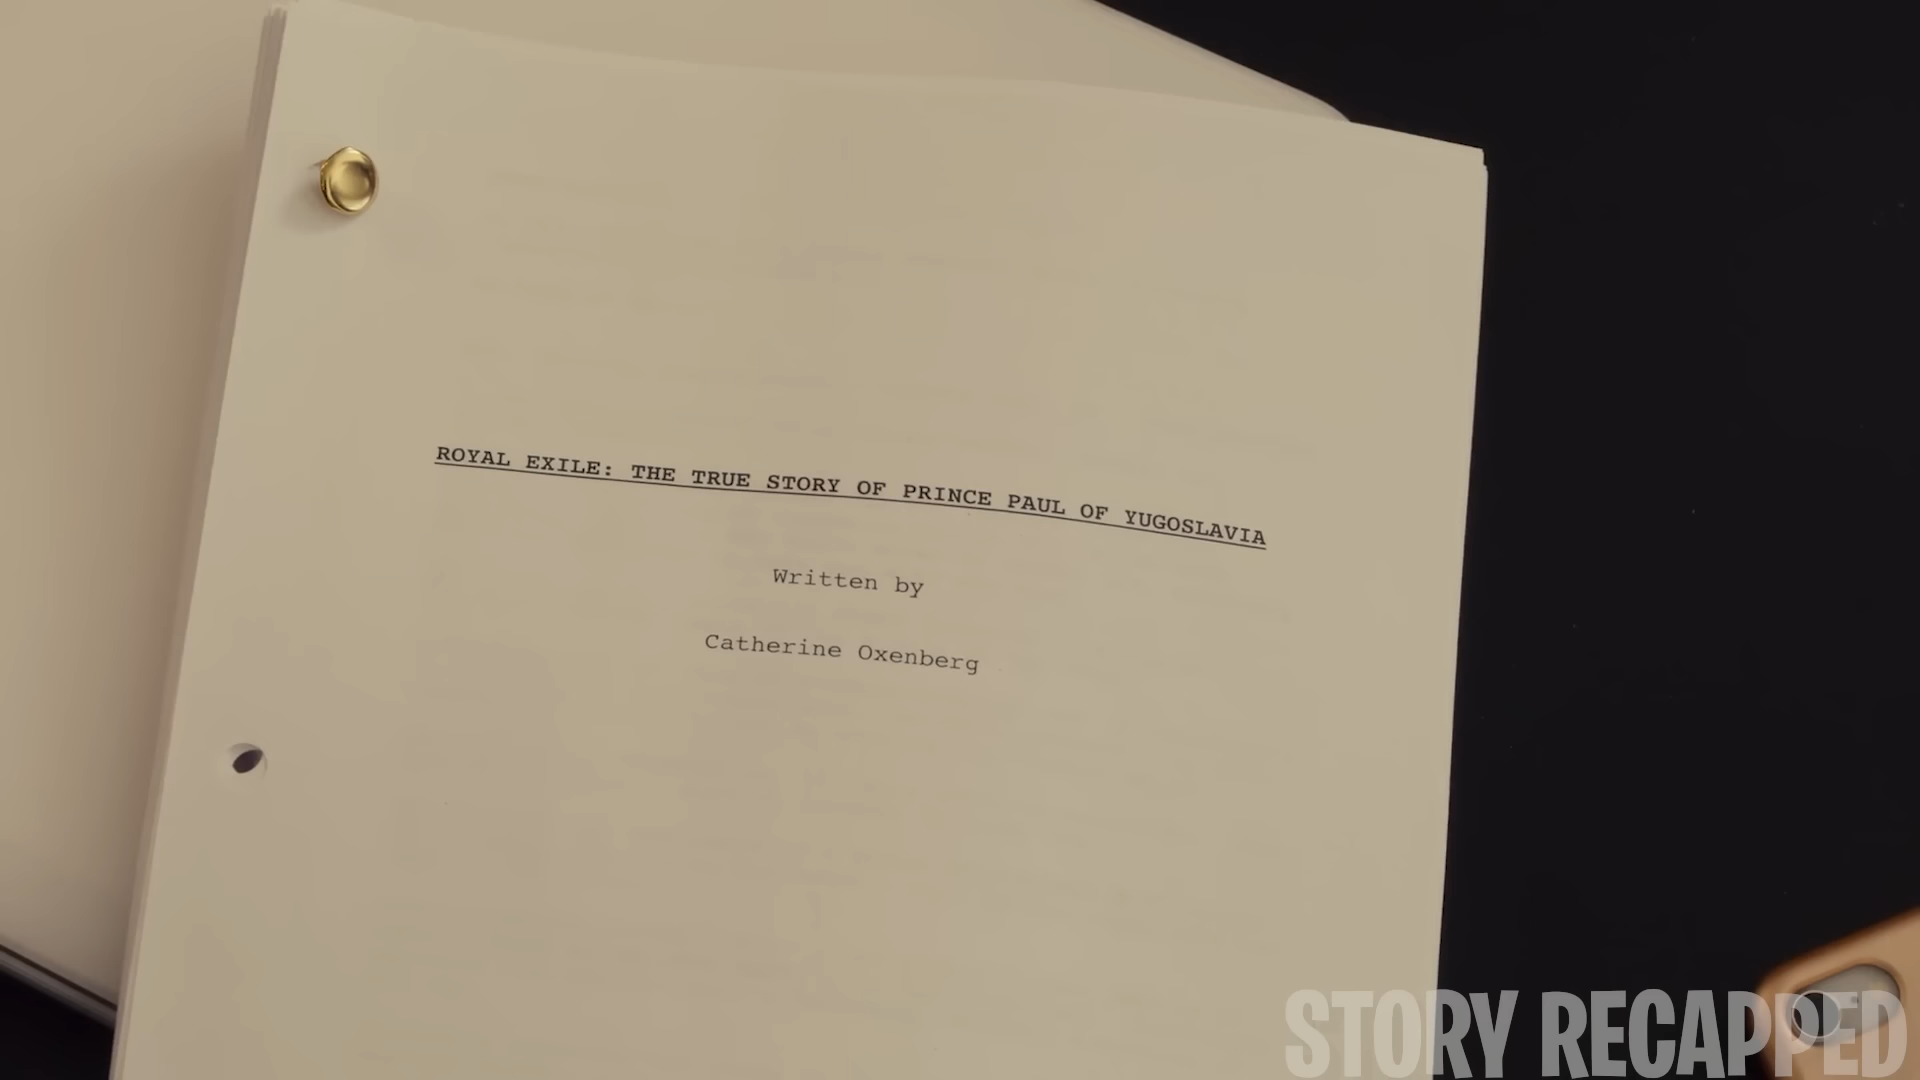 ROYAL EXILE: THE TRUE STORY OF PRINCE PAUL OF YUGOSLAVIA
Written by
Catherine Oxenberg
STORY RECAPPED